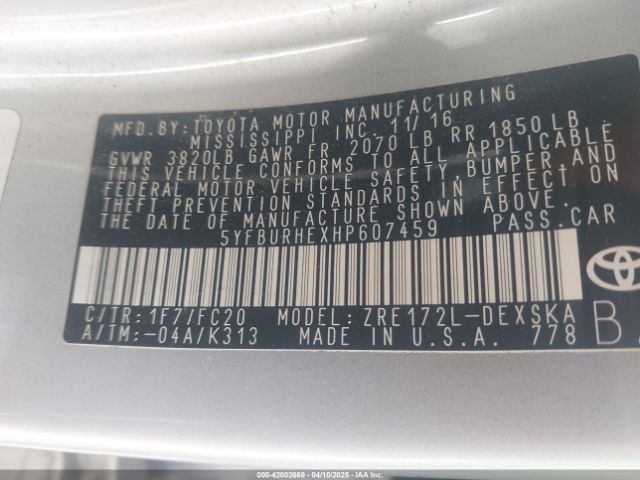 MFD.BY:TOYOTA MOTOR MANUFACTURING
MISSISSIPPI INC. 11/16
GVWR 3820LB GAWR FR 2070 LB RR 1850 LB
THIS VEHICLE CONFORMS TO ALL APPLICABLE
FEDERAL MOTOR VEHICLE SAFETY,BUMPER,AND
THEFT PREVENTION STANDARDS IN EFFECT ON
THE DATE OF MANUFACTURE SHOWN ABOVE.
5YFBURHEXHP607459 PASS.CAR
C/TR:1F7/FC20 MODEL:ZRE172L-DEXSKA
A/TM:-04A/K313 MADE IN U.S.A. 778
B
000-42002669 - 04/10/2025 - IAAI